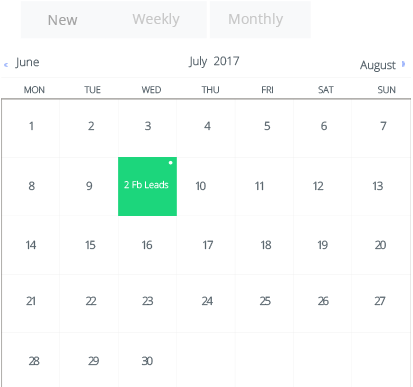 New Weekly Monthly
« June July 2017 August
MON TUE WED THU FRI SAT SUN
1 2 3 4 5 6 7
8 9 2 Fb Leads 10 11 12 13
14 15 16 17 18 19 20
21 22 23 24 25 26 27
28 29 30